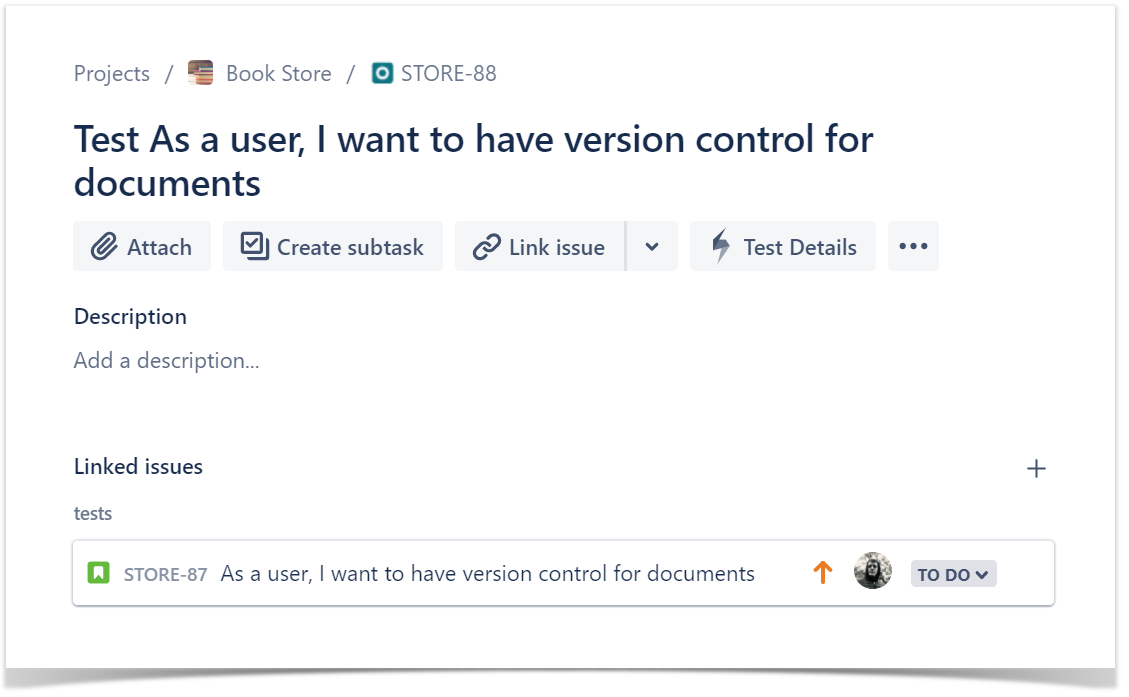 Projects / Book Store / STORE-88
Test As a user, I want to have version control for
documents
Attach Create subtask Link issue Test Details
Description
Add a description...
Linked issues
tests
STORE-87 As a user, I want to have version control for documents TO DO